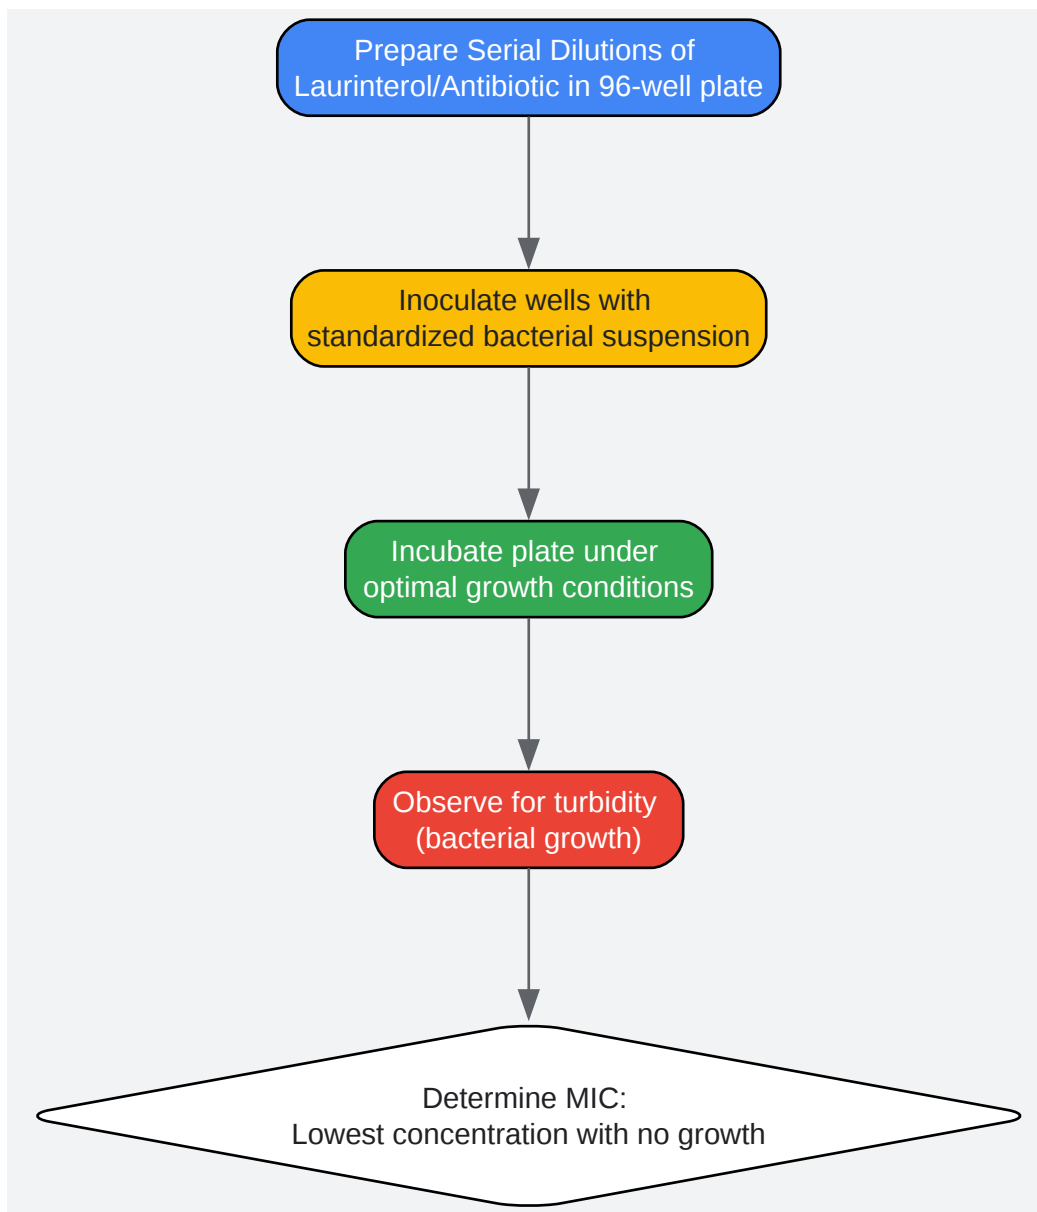 Prepare Serial Dilutions of
Laurinterol/Antibiotic in 96-well plate
Inoculate wells with
standardized bacterial suspension
Incubate plate under
optimal growth conditions
Observe for turbidity
(bacterial growth)
Determine MIC:
Lowest concentration with no growth